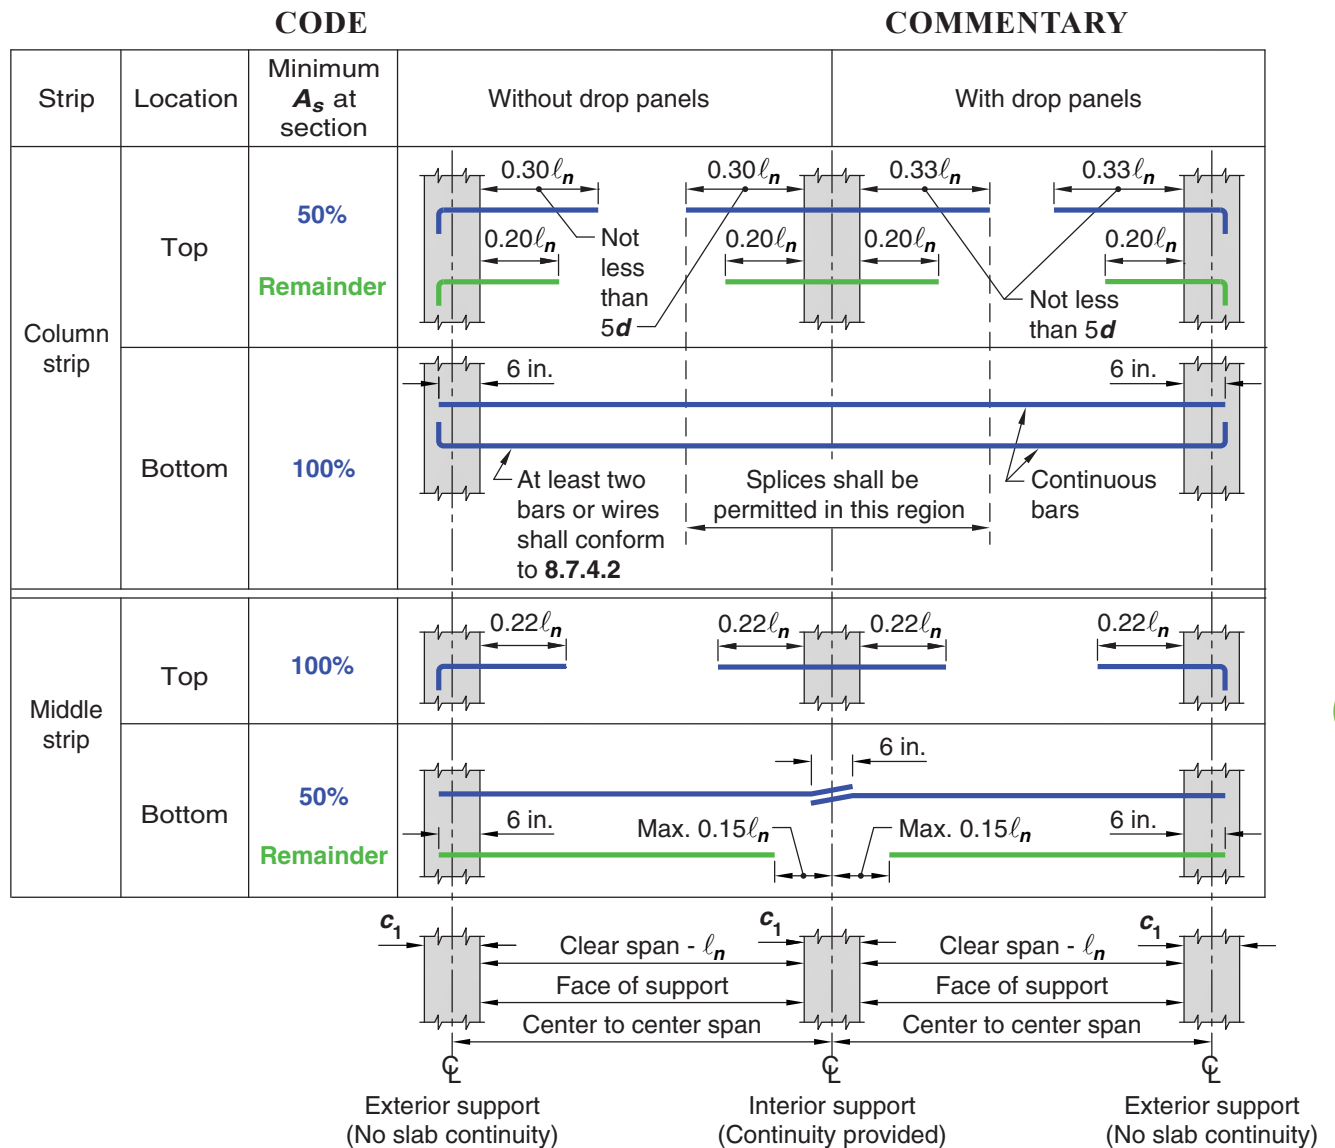 CODE COMMENTARY
Strip Location Minimum Without drop panels With drop panels
A_s at
section
0.30ℓn 0.30ℓn 0.33ℓn 0.33ℓn
50%
Top
Not
less
than
5d
0.20ℓn 0.20ℓn 0.20ℓn 0.20ℓn
Remainder
Not less
than 5d
Column
strip
6 in. 6 in.
Bottom 100%
At least two
bars or wires
shall conform
to 8.7.4.2
Splices shall be
permitted in this region
Continuous
bars
0.22ℓn 0.22ℓn 0.22ℓn 0.22ℓn
Top 100%
Middle
strip
6 in.
50%
Bottom
6 in. Max. 0.15ℓn Max. 0.15ℓn 6 in.
Remainder
c1 c1 c1
Clear span - ℓn Clear span - ℓn
Face of support Face of support
Center to center span Center to center span
℄ ℄ ℄
Exterior support Interior support Exterior support
(No slab continuity) (Continuity provided) (No slab continuity)